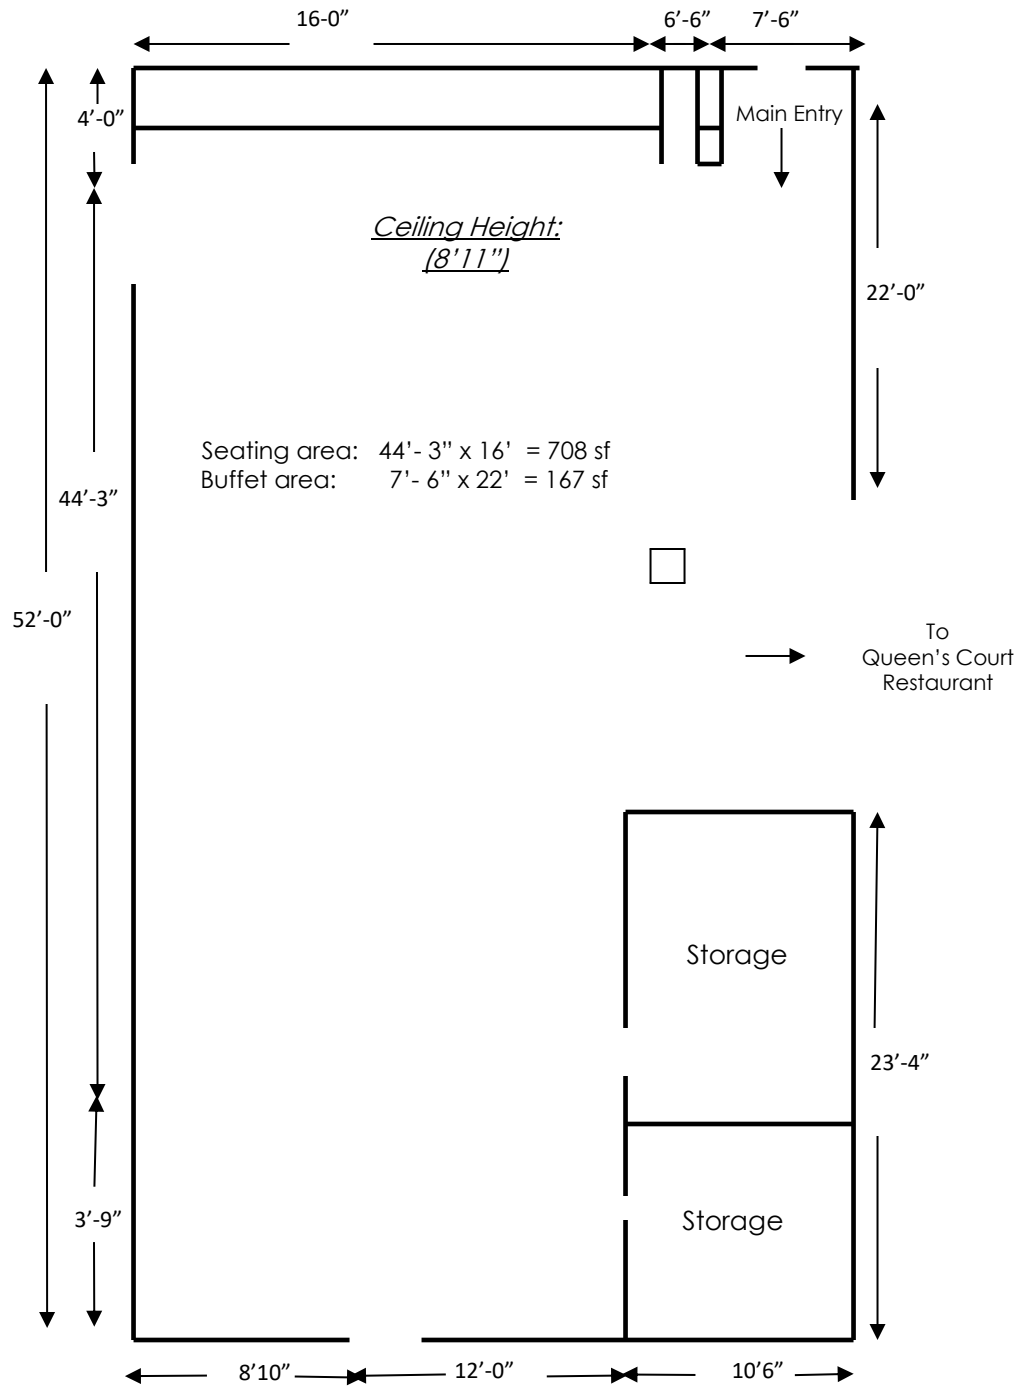 16-0”
6’-6”
7’-6”
4’-0”
Main Entry
Ceiling Height:
(8’11”)
22’-0”
Seating area: 44’- 3” x 16’ = 708 sf
Buffet area: 7’- 6” x 22’ = 167 sf
44’-3”
52’-0”
To
Queen’s Court
Restaurant
Storage
23’-4”
3’-9”
Storage
8’10”
12’-0”
10’6”